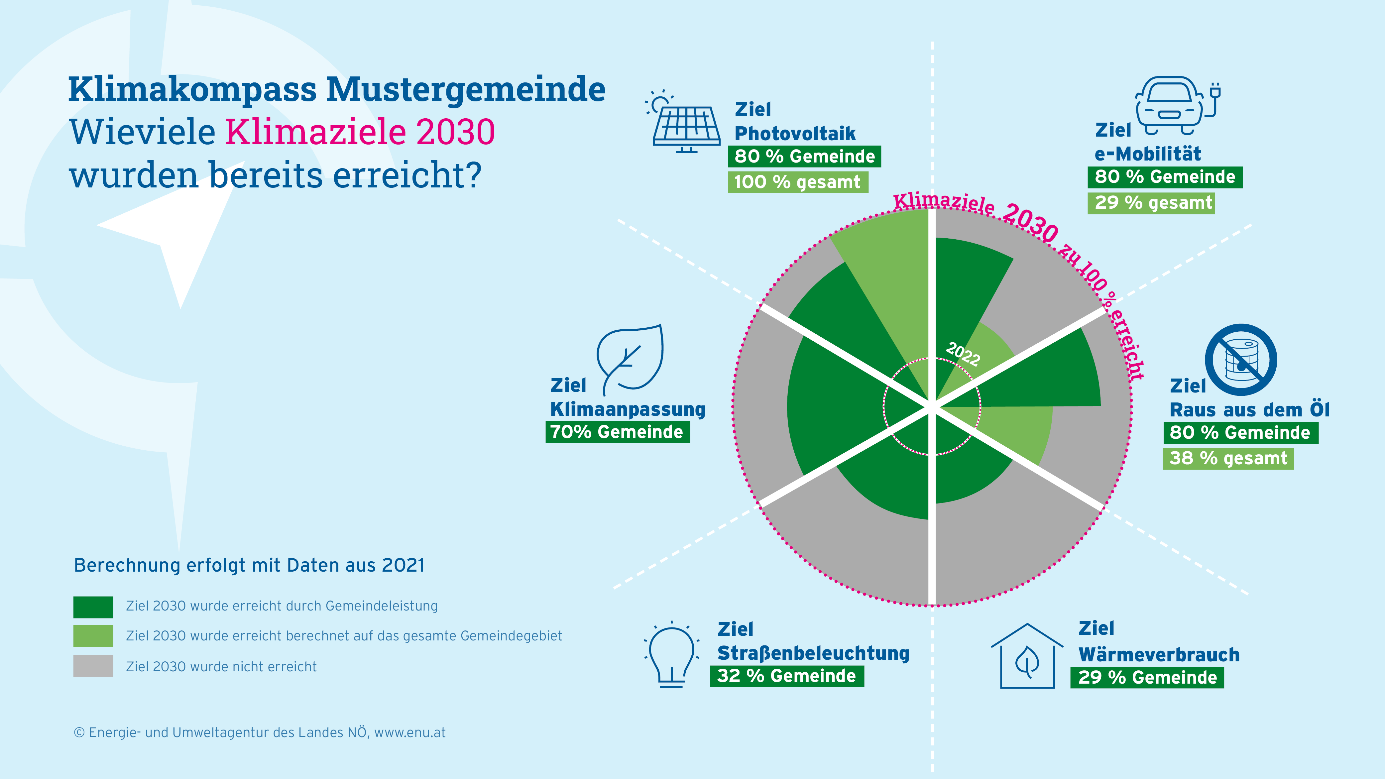 Klimakompass Mustergemeinde
Wieviele Klimaziele 2030
wurden bereits erreicht?
Ziel
Photovoltaik
80 % Gemeinde
100 % gesamt
Ziel
e-Mobilität
80 % Gemeinde
29 % gesamt
Klimaziele 2030 zu 100 % erreicht
2022
Ziel
Klimaanpassung
70% Gemeinde
Ziel
Raus aus dem Öl
80 % Gemeinde
38 % gesamt
Berechnung erfolgt mit Daten aus 2021
Ziel 2030 wurde erreicht durch Gemeindeleistung
Ziel 2030 wurde erreicht berechnet auf das gesamte Gemeindegebiet
Ziel 2030 wurde nicht erreicht
Ziel
Straßenbeleuchtung
32 % Gemeinde
Ziel
Wärmeverbrauch
29 % Gemeinde
© Energie- und Umweltagentur des Landes NÖ, www.enu.at